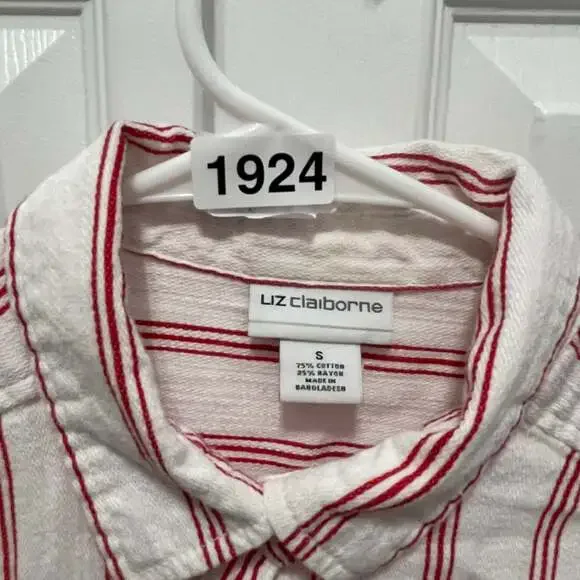 1924
LIZ claiborne
S
75% COTTON
25% RAYON
MADE IN
BANGLADESH